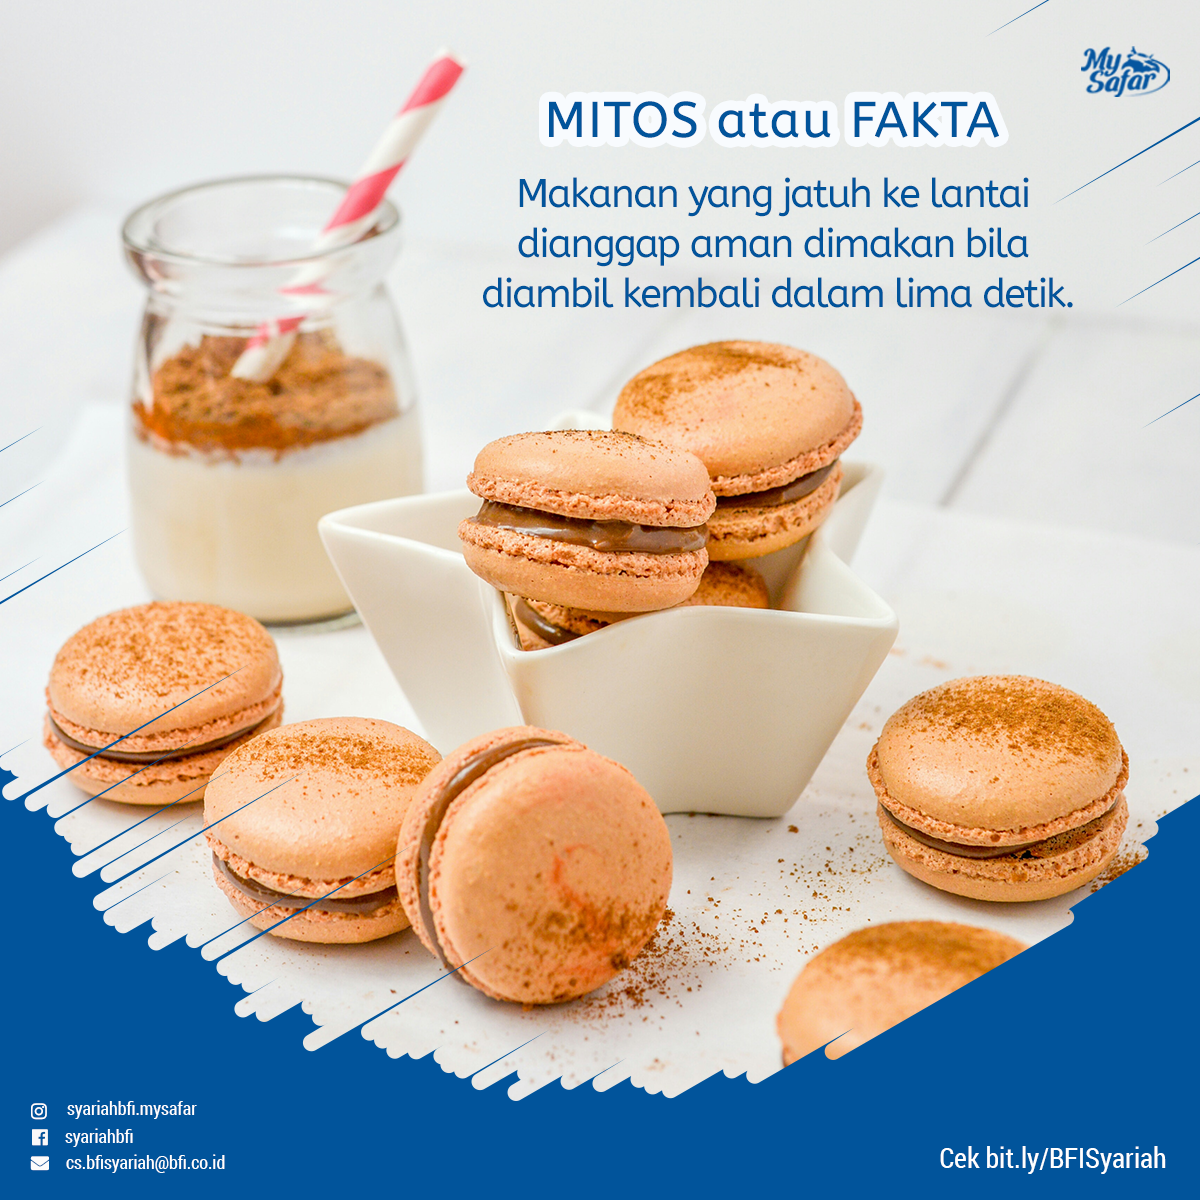 My
Safar
MITOS atau FAKTA
Makanan yang jatuh ke lantai
dianggap aman dimakan bila
diambil kembali dalam lima detik.
syariahbfi.mysafar
syariahbfi
cs.bfisyariah@bfi.co.id
Cek bit.ly/BFISyariah